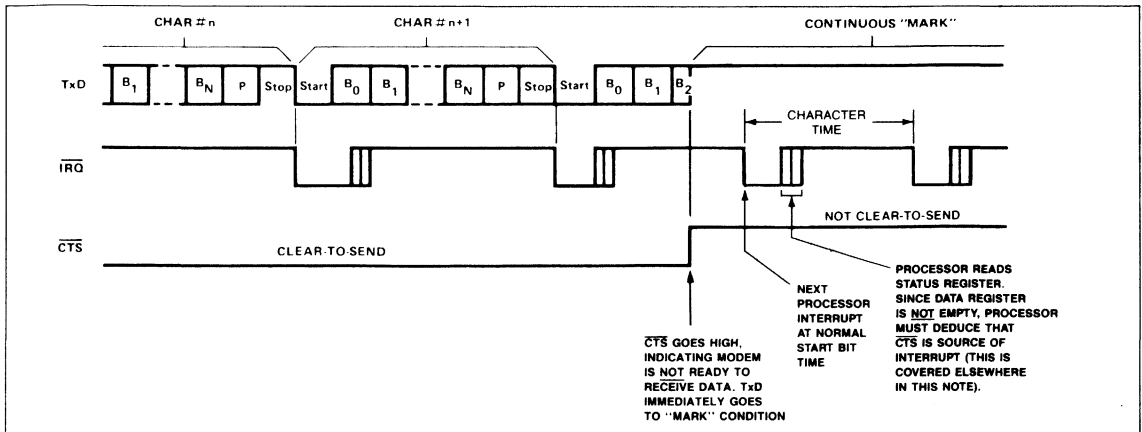 CHAR # n
CHAR # n+1
CONTINUOUS "MARK"
TxD
B1
BN
P
Stop
Start
B0
B1
BN
P
Stop
Start
B0
B1
B2
CHARACTER
TIME
IRQ
NOT CLEAR-TO-SEND
CTS
CLEAR-TO-SEND
CTS GOES HIGH,
INDICATING MODEM
IS NOT READY TO
RECEIVE DATA. TxD
IMMEDIATELY GOES
TO "MARK" CONDITION
NEXT
PROCESSOR
INTERRUPT
AT NORMAL
START BIT
TIME
PROCESSOR READS
STATUS REGISTER.
SINCE DATA REGISTER
IS NOT EMPTY, PROCESSOR
MUST DEDUCE THAT
CTS IS SOURCE OF
INTERRUPT (THIS IS
COVERED ELSEWHERE
IN THIS NOTE).